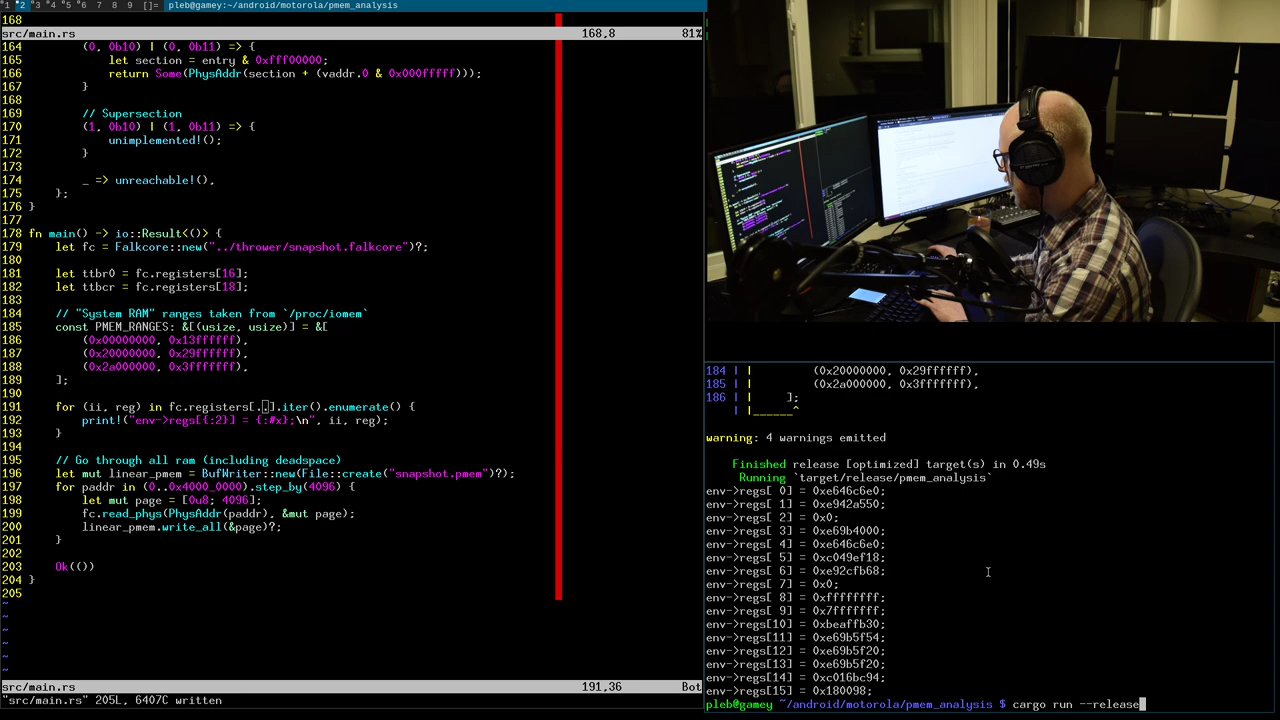 1 2 3 4 5 6 7 8 9 []= pleb@gamey:~/android/motorola/pmem_analysis
168
src/main.rs 168,8 81%
164 (0, 0b10) | (0, 0b11) => {
165 let section = entry & 0xfff00000;
166 return Some(PhysAddr(section + (vaddr.0 & 0x000fffff)));
167 }
168
169 // Supersection
170 (1, 0b10) | (1, 0b11) => {
171 unimplemented!();
172 }
173
174 _ => unreachable!(),
175 };
176 }
177
178 fn main() -> io::Result<()> {
179 let fc = Falkcore::new("../thrower/snapshot.falkcore")?;
180
181 let ttbr0 = fc.registers[16];
182 let ttbcr = fc.registers[18];
183
184 // "System RAM" ranges taken from `/proc/iomem`
185 const PMEM_RANGES: &[(usize, usize)] = &[
186 (0x00000000, 0x13ffffff),
187 (0x20000000, 0x29ffffff),
188 (0x2a000000, 0x3fffffff),
189 ];
190
191 for (ii, reg) in fc.registers[..].iter().enumerate() {
192 print!("env->regs[{:2}] = {:#x};\n", ii, reg);
193 }
194
195 // Go through all ram (including deadspace)
196 let mut linear_pmem = BufWriter::new(File::create("snapshot.pmem")?);
197 for paddr in (0..0x4000_0000).step_by(4096) {
198 let mut page = [0u8; 4096];
199 fc.read_phys(PhysAddr(paddr), &mut page);
200 linear_pmem.write_all(&page)?;
201 }
202
203 Ok(())
204 }
205
~
~
~
~
~
~
src/main.rs 191,36 Bot
"src/main.rs" 205L, 6407C written
184 | | (0x20000000, 0x29ffffff),
185 | | (0x2a000000, 0x3fffffff),
186 | | ];
| |______^
warning: 4 warnings emitted
Finished release [optimized] target(s) in 0.49s
Running `target/release/pmem_analysis`
env->regs[ 0] = 0xe646c6e0;
env->regs[ 1] = 0xe942a550;
env->regs[ 2] = 0x0;
env->regs[ 3] = 0xe69b4000;
env->regs[ 4] = 0xe646c6e0;
env->regs[ 5] = 0xc049ef18;
env->regs[ 6] = 0xe92cfb68;
env->regs[ 7] = 0x0;
env->regs[ 8] = 0xffffffff;
env->regs[ 9] = 0x7fffffff;
env->regs[10] = 0xbeaffb30;
env->regs[11] = 0xe69b5f54;
env->regs[12] = 0xe69b5f20;
env->regs[13] = 0xe69b5f20;
env->regs[14] = 0xc016bc94;
env->regs[15] = 0x180098;
pleb@gamey ~/android/motorola/pmem_analysis $ cargo run --release